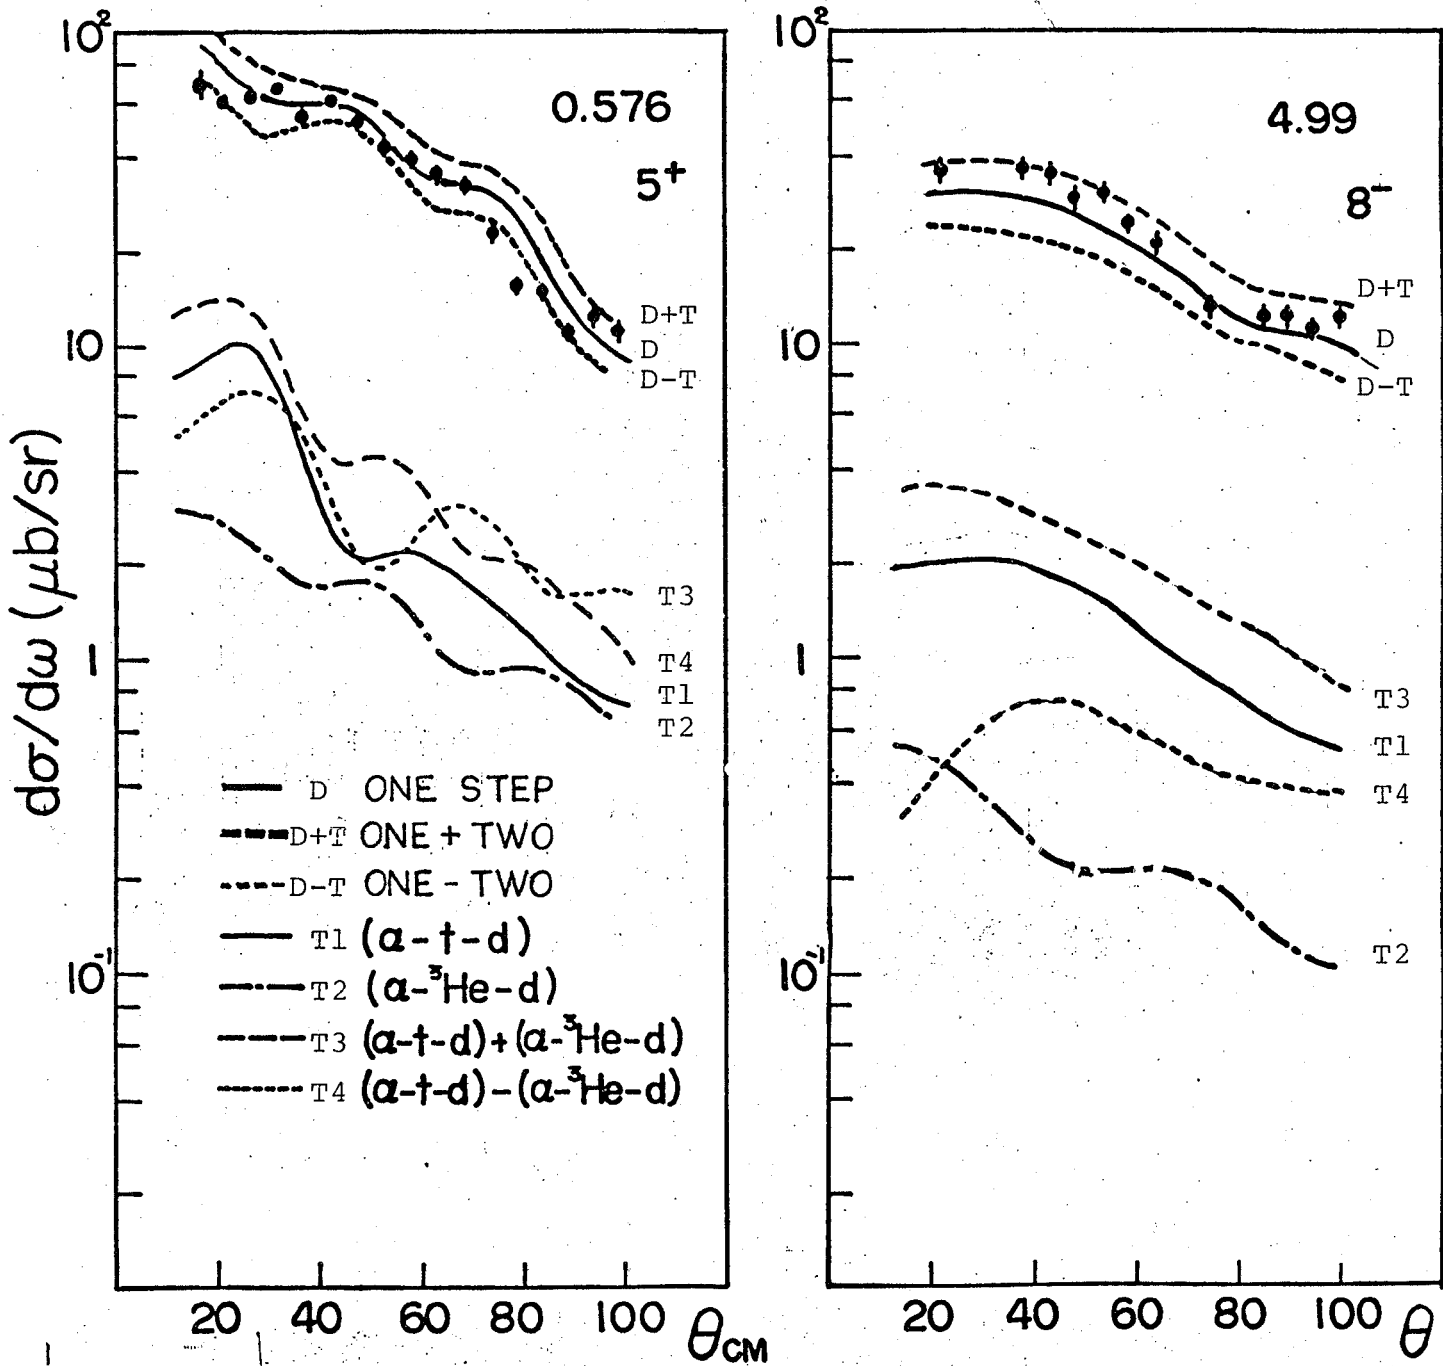 dσ/dω (μb/sr)
10²
10
1
10⁻¹
0.576
5⁺
D+T
D
D-T
T3
T4
T1
T2
D ONE STEP
D+T ONE + TWO
D-T ONE - TWO
T1 (α-t-d)
T2 (α-³He-d)
T3 (α-t-d)+(α-³He-d)
T4 (α-t-d)-(α-³He-d)
20 40 60 80 100 θCM
10²
10
1
10⁻¹
4.99
8⁻
D+T
D
D-T
T3
T1
T4
T2
20 40 60 80 100 θ